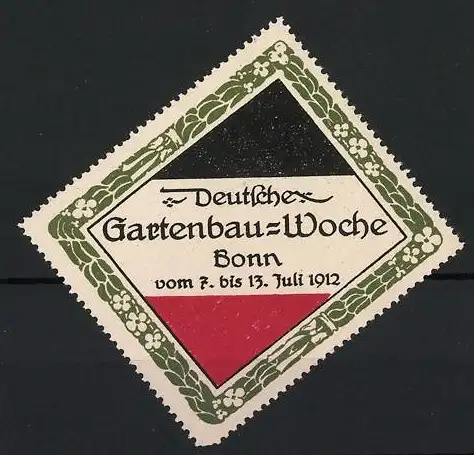 Deutsche
Gartenbau=Woche
Bonn
vom 7. bis 13. Juli 1912